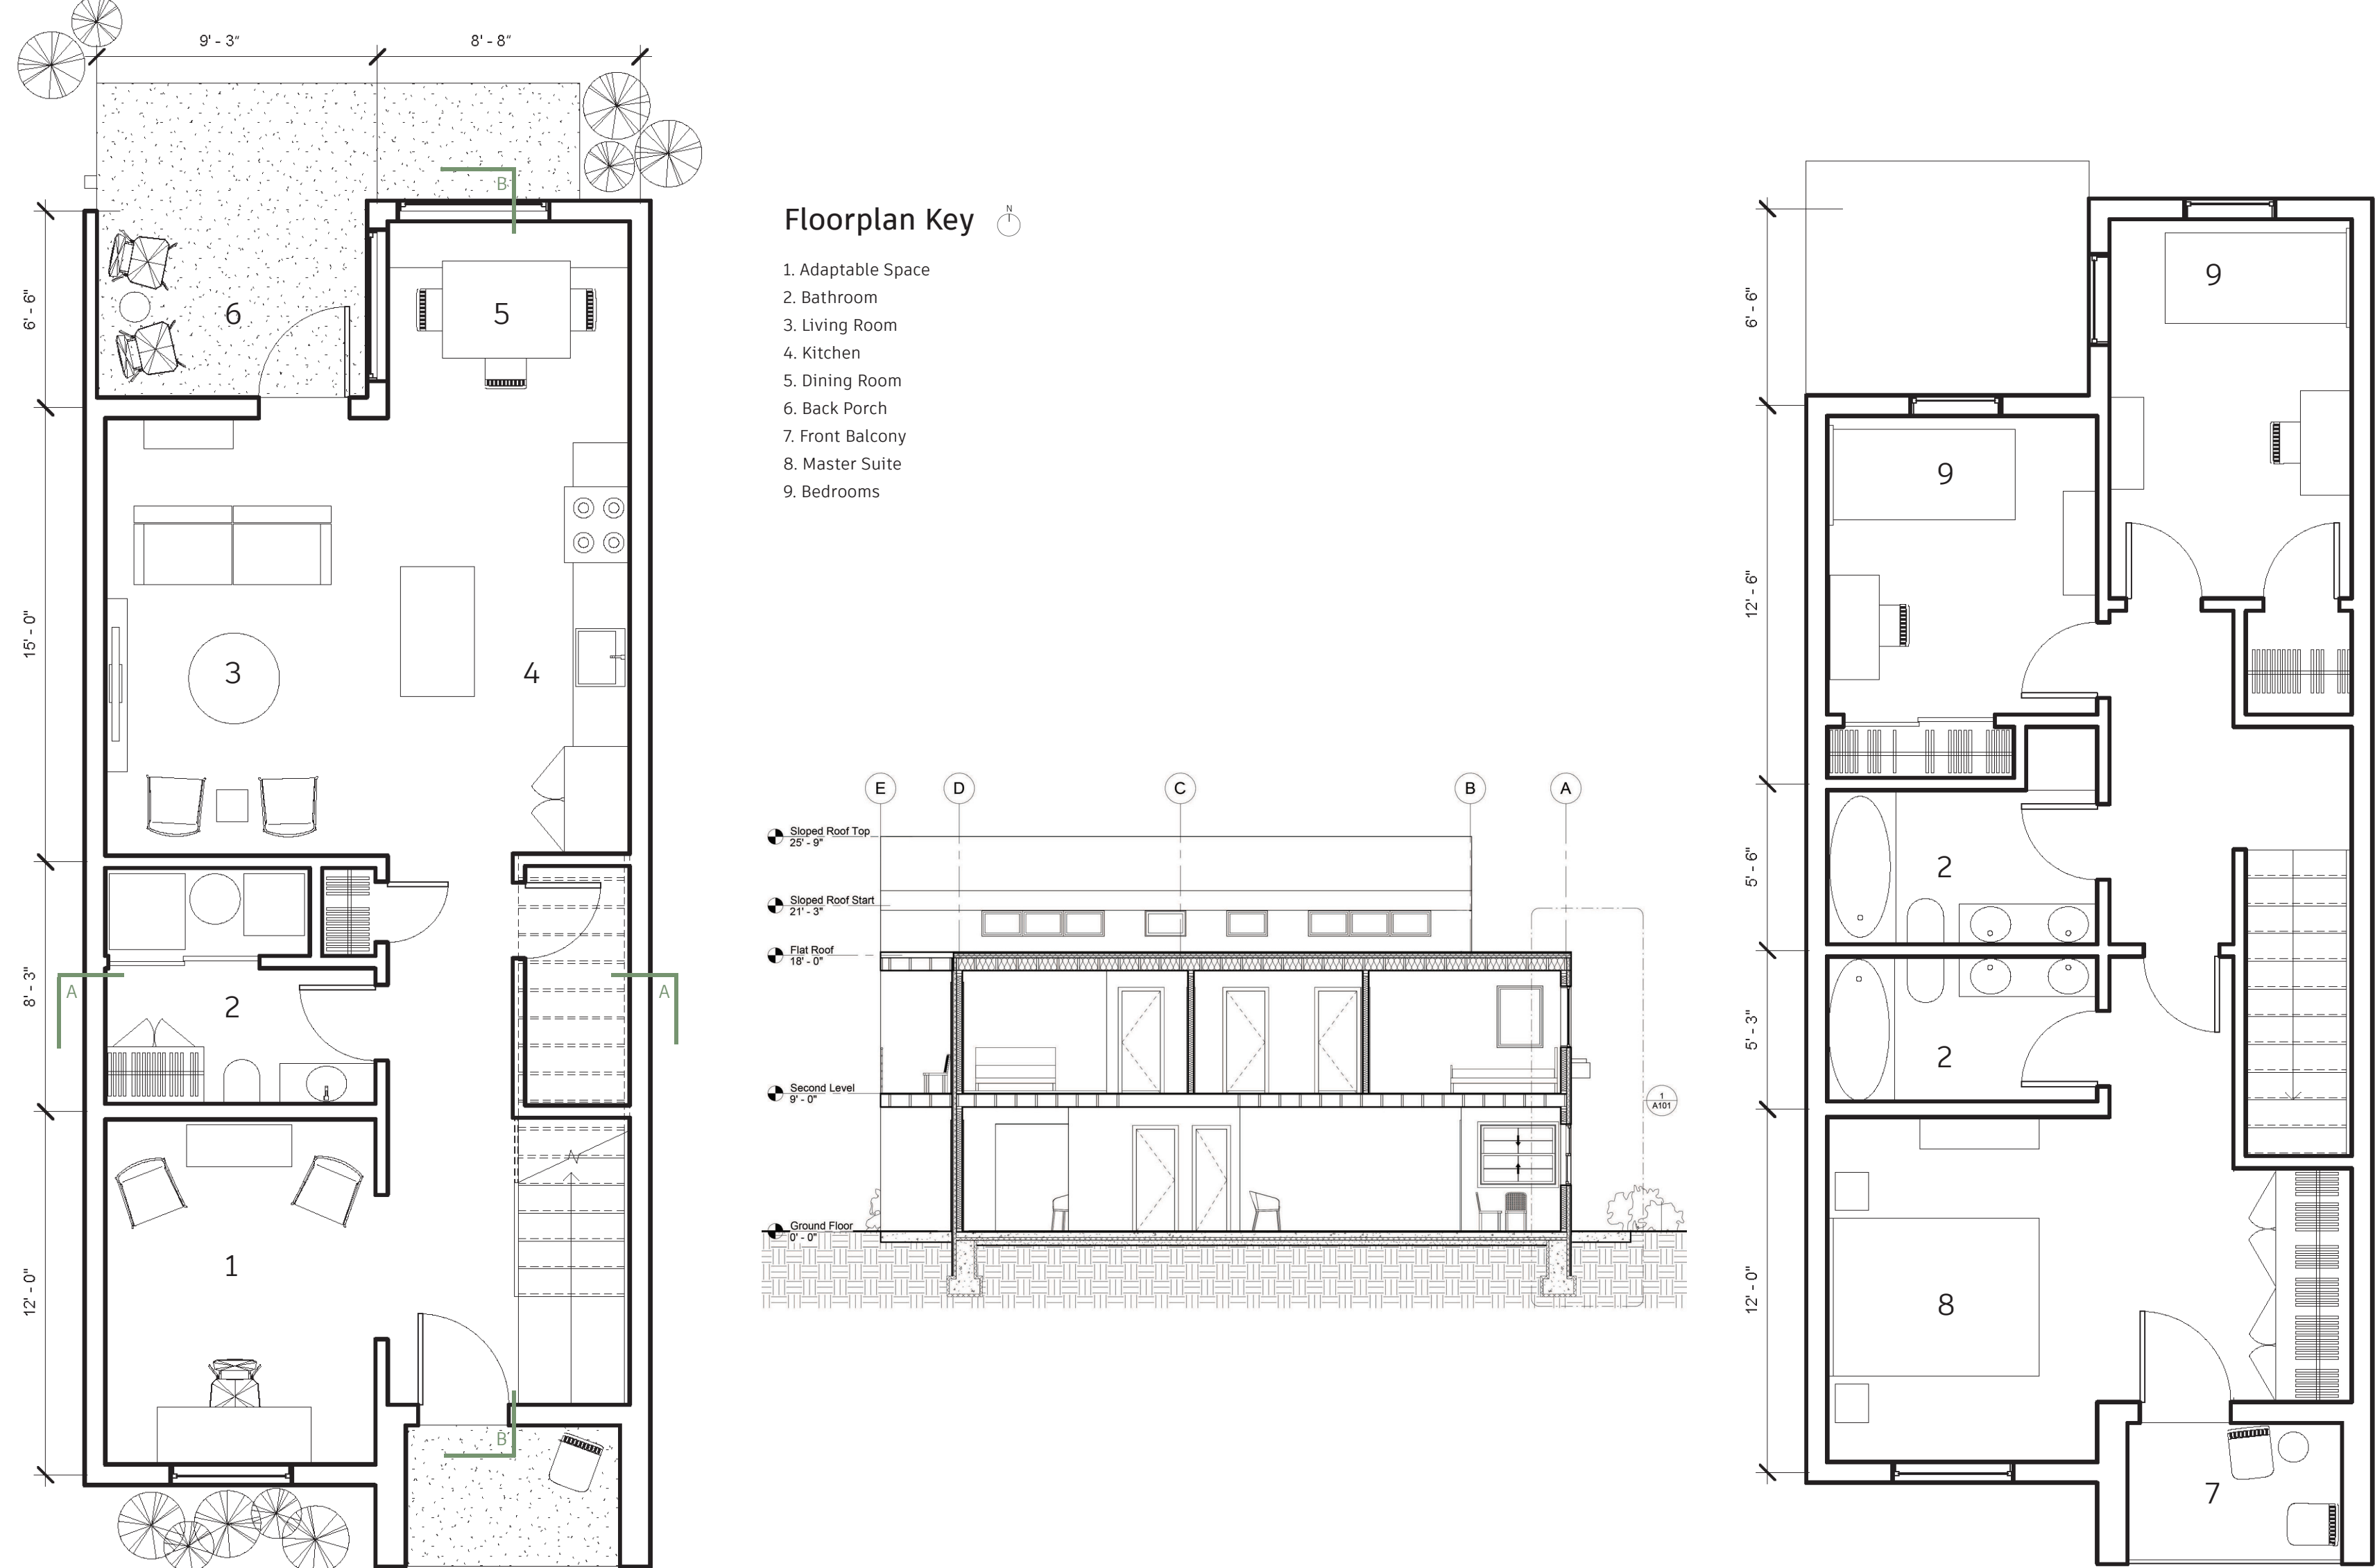 9' - 3"
8' - 8"
B
6' - 6"
6
5
15' - 0"
3
4
8' - 3"
A
2
A
12' - 0"
1
B
Floorplan Key
N
1. Adaptable Space
2. Bathroom
3. Living Room
4. Kitchen
5. Dining Room
6. Back Porch
7. Front Balcony
8. Master Suite
9. Bedrooms
E
D
C
B
A
Sloped Roof Top
25' - 9"
Sloped Roof Start
21' - 3"
Flat Roof
18' - 0"
Second Level
9' - 0"
1
A101
Ground Floor
0' - 0"
6' - 6"
9
9
12' - 6"
5' - 6"
2
5' - 3"
2
12' - 0"
8
7